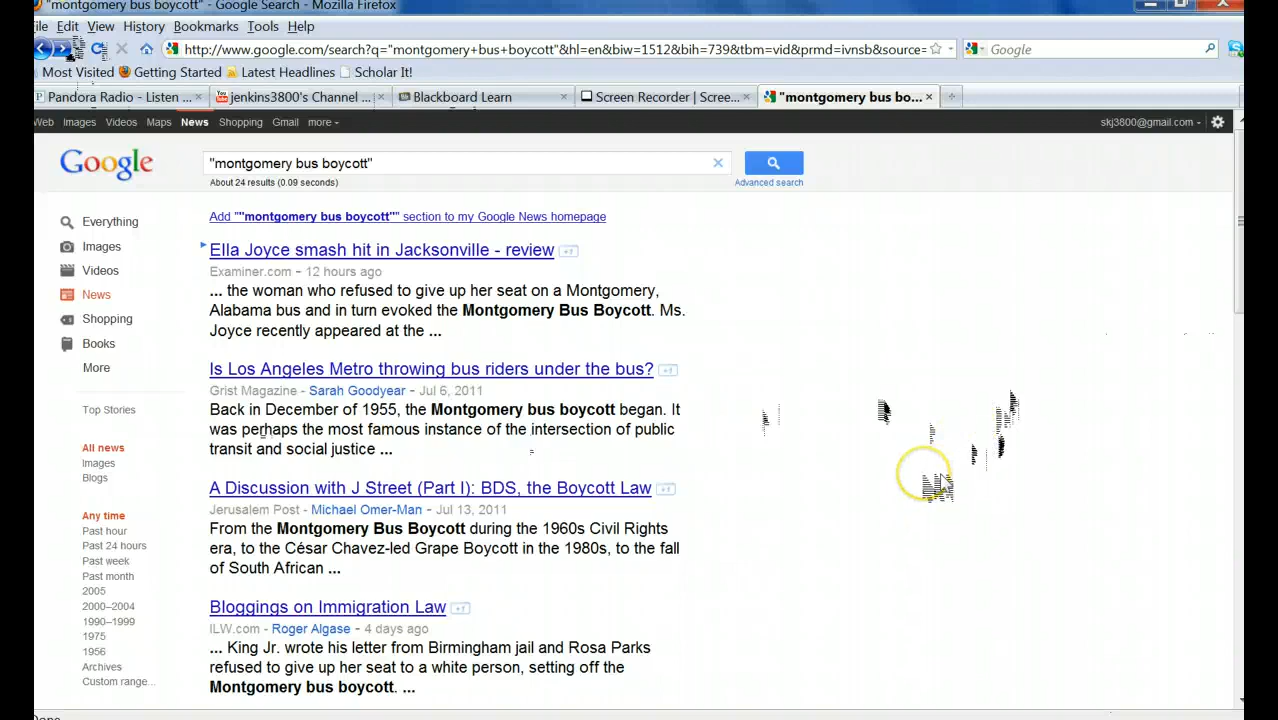 "montgomery bus boycott" - Google Search - Mozilla Firefox
File Edit View History Bookmarks Tools Help
http://www.google.com/search?q="montgomery+bus+boycott"&hl=en&biw=1512&bih=739&tbm=vid&prmd=ivnsb&source= Google
Most Visited Getting Started Latest Headlines Scholar It!
Pandora Radio - Listen ... jenkins3800's Channel ... Blackboard Learn Screen Recorder | Scree... "montgomery bus bo...
Web Images Videos Maps News Shopping Gmail more skj3800@gmail.com
Google "montgomery bus boycott"
About 24 results (0.09 seconds) Advanced search
Add ""montgomery bus boycott"" section to my Google News homepage
Everything
Images
Videos
News
Shopping
Books
More
Top Stories
All news
Images
Blogs
Any time
Past hour
Past 24 hours
Past week
Past month
2005
2000–2004
1990–1999
1975
1956
Archives
Custom range...
Ella Joyce smash hit in Jacksonville - review
Examiner.com - 12 hours ago
... the woman who refused to give up her seat on a Montgomery,
Alabama bus and in turn evoked the Montgomery Bus Boycott. Ms.
Joyce recently appeared at the ...
Is Los Angeles Metro throwing bus riders under the bus?
Grist Magazine - Sarah Goodyear - Jul 6, 2011
Back in December of 1955, the Montgomery bus boycott began. It
was perhaps the most famous instance of the intersection of public
transit and social justice ...
A Discussion with J Street (Part I): BDS, the Boycott Law
Jerusalem Post - Michael Omer-Man - Jul 13, 2011
From the Montgomery Bus Boycott during the 1960s Civil Rights
era, to the César Chavez-led Grape Boycott in the 1980s, to the fall
of South African ...
Bloggings on Immigration Law
ILW.com - Roger Algase - 4 days ago
... King Jr. wrote his letter from Birmingham jail and Rosa Parks
refused to give up her seat to a white person, setting off the
Montgomery bus boycott. ...